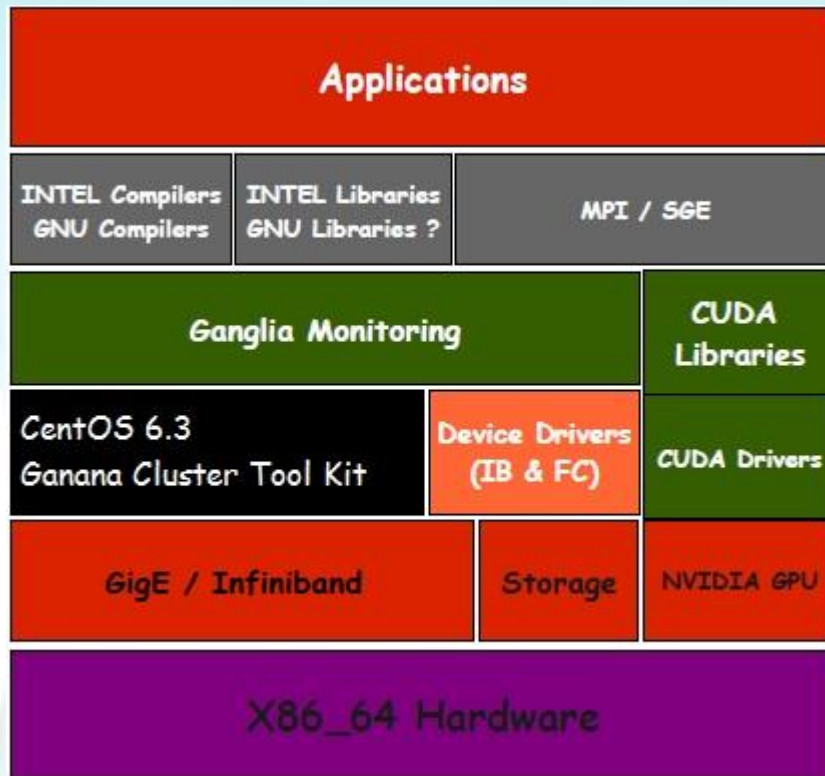 Applications
INTEL Compilers
GNU Compilers
INTEL Libraries
GNU Libraries ?
MPI / SGE
Ganglia Monitoring
CUDA
Libraries
CentOS 6.3
Ganana Cluster Tool Kit
Device Drivers
(IB & FC)
CUDA Drivers
GigE / Infiniband
Storage
NVIDIA GPU
X86_64 Hardware